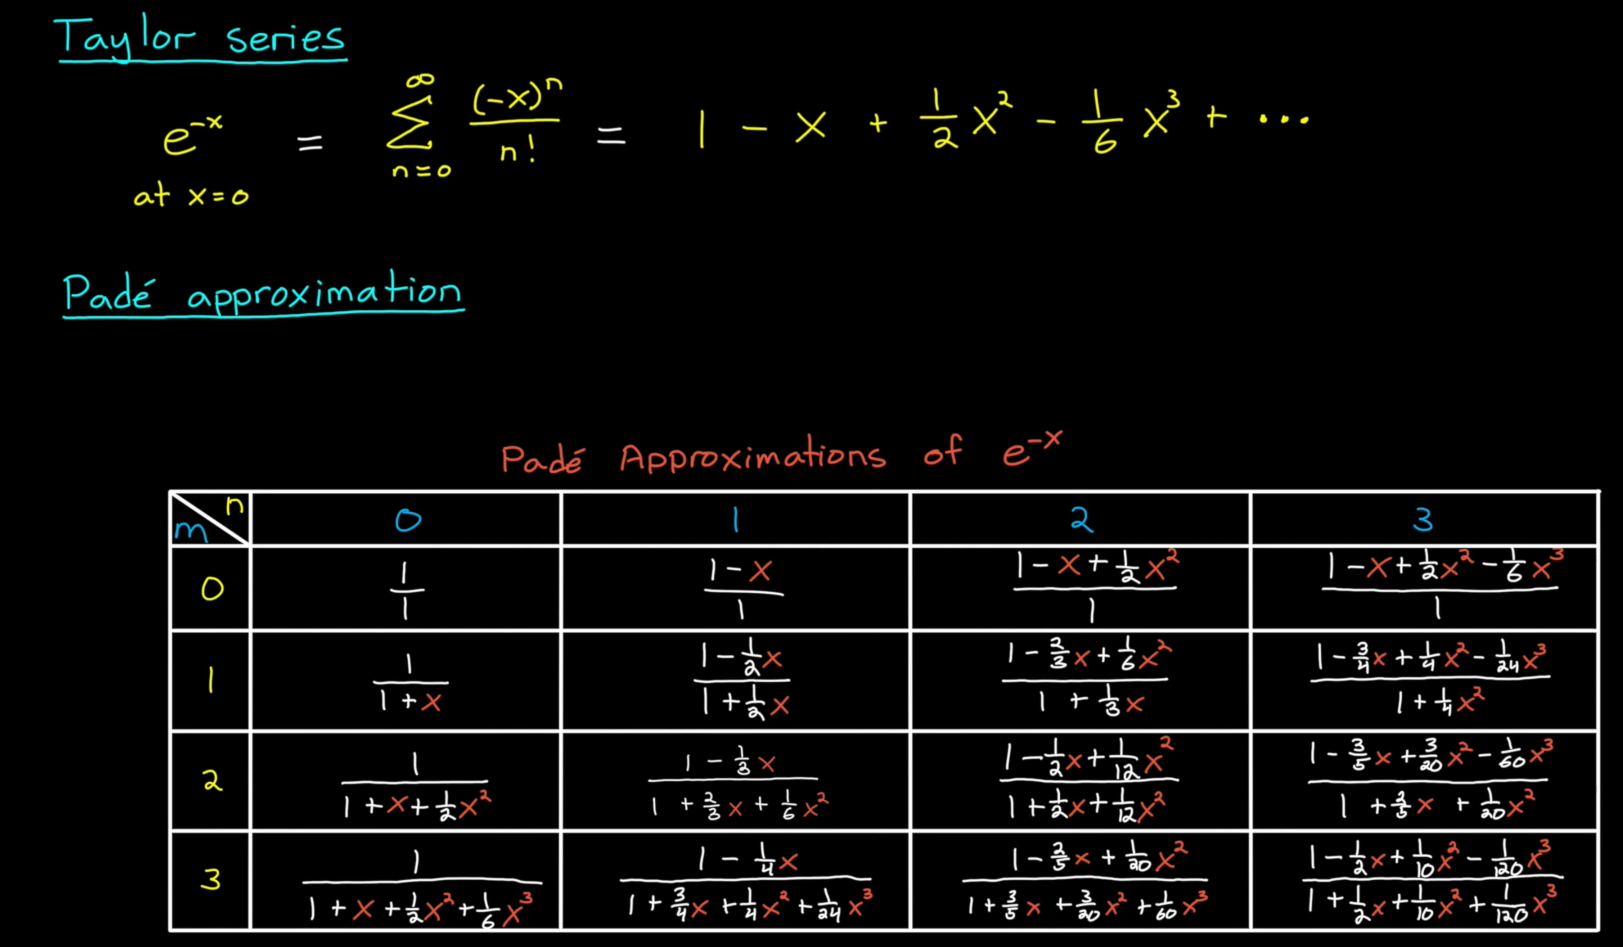 Taylor series
e^{-x} = \sum_{n=0}^{\infty} \frac{(-x)^n}{n!} = 1 - x + \frac{1}{2}x^2 - \frac{1}{6}x^3 + ...
at x=0
Padé approximation
Padé Approximations of e^{-x}
m \ n | 0 | 1 | 2 | 3
0 | \frac{1}{1} | \frac{1-x}{1} | \frac{1-x+\frac{1}{2}x^2}{1} | \frac{1-x+\frac{1}{2}x^2-\frac{1}{6}x^3}{1}
1 | \frac{1}{1+x} | \frac{1-\frac{1}{2}x}{1+\frac{1}{2}x} | \frac{1-\frac{2}{3}x+\frac{1}{6}x^2}{1+\frac{1}{3}x} | \frac{1-\frac{3}{4}x+\frac{1}{4}x^2-\frac{1}{24}x^3}{1+\frac{1}{4}x^2}
2 | \frac{1}{1+x+\frac{1}{2}x^2} | \frac{1-\frac{1}{3}x}{1+\frac{2}{3}x+\frac{1}{6}x^2} | \frac{1-\frac{1}{2}x+\frac{1}{12}x^2}{1+\frac{1}{2}x+\frac{1}{12}x^2} | \frac{1-\frac{3}{5}x+\frac{3}{20}x^2-\frac{1}{60}x^3}{1+\frac{2}{5}x+\frac{1}{20}x^2}
3 | \frac{1}{1+x+\frac{1}{2}x^2+\frac{1}{6}x^3} | \frac{1-\frac{1}{4}x}{1+\frac{3}{4}x+\frac{1}{4}x^2+\frac{1}{24}x^3} | \frac{1-\frac{2}{5}x+\frac{1}{20}x^2}{1+\frac{3}{5}x+\frac{3}{20}x^2+\frac{1}{60}x^3} | \frac{1-\frac{1}{2}x+\frac{1}{10}x^2-\frac{1}{120}x^3}{1+\frac{1}{2}x+\frac{1}{10}x^2+\frac{1}{120}x^3}